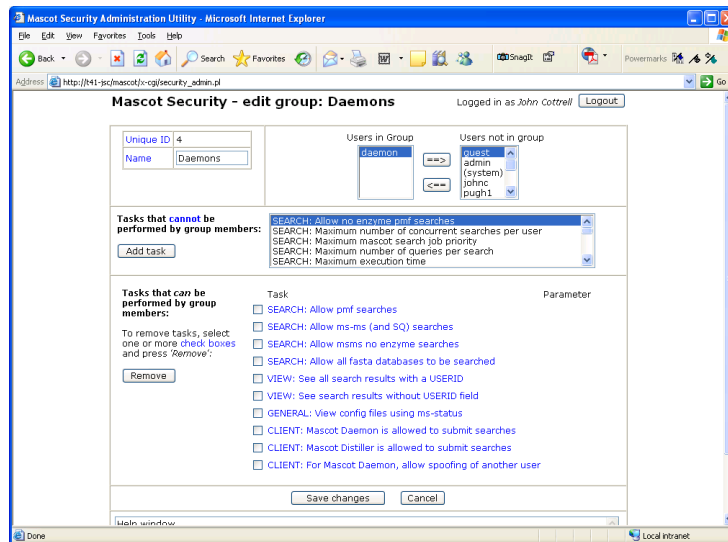 Mascot Security Administration Utility - Microsoft Internet Explorer
File Edit View Favorites Tools Help
Back Search Favorites SnagIt Powermarks
Address http://t41-jsc/mascot/x-cgi/security_admin.pl Go
Mascot Security - edit group: Daemons
Logged in as John Cottrell Logout
Unique ID 4
Name Daemons
Users in Group
daemon
==>
<==
Users not in group
guest
admin
(system)
johnc
pugh1
Tasks that cannot be
performed by group members:
Add task
SEARCH: Allow no enzyme pmf searches
SEARCH: Maximum number of concurrent searches per user
SEARCH: Maximum mascot search job priority
SEARCH: Maximum number of queries per search
SEARCH: Maximum execution time
Tasks that can be
performed by group
members:
To remove tasks, select
one or more check boxes
and press 'Remove':
Remove
Task Parameter
SEARCH: Allow pmf searches
SEARCH: Allow ms-ms (and SQ) searches
SEARCH: Allow msms no enzyme searches
SEARCH: Allow all fasta databases to be searched
VIEW: See all search results with a USERID
VIEW: See search results without USERID field
GENERAL: View config files using ms-status
CLIENT: Mascot Daemon is allowed to submit searches
CLIENT: Mascot Distiller is allowed to submit searches
CLIENT: For Mascot Daemon, allow spoofing of another user
Save changes Cancel
Help window
Done Local intranet